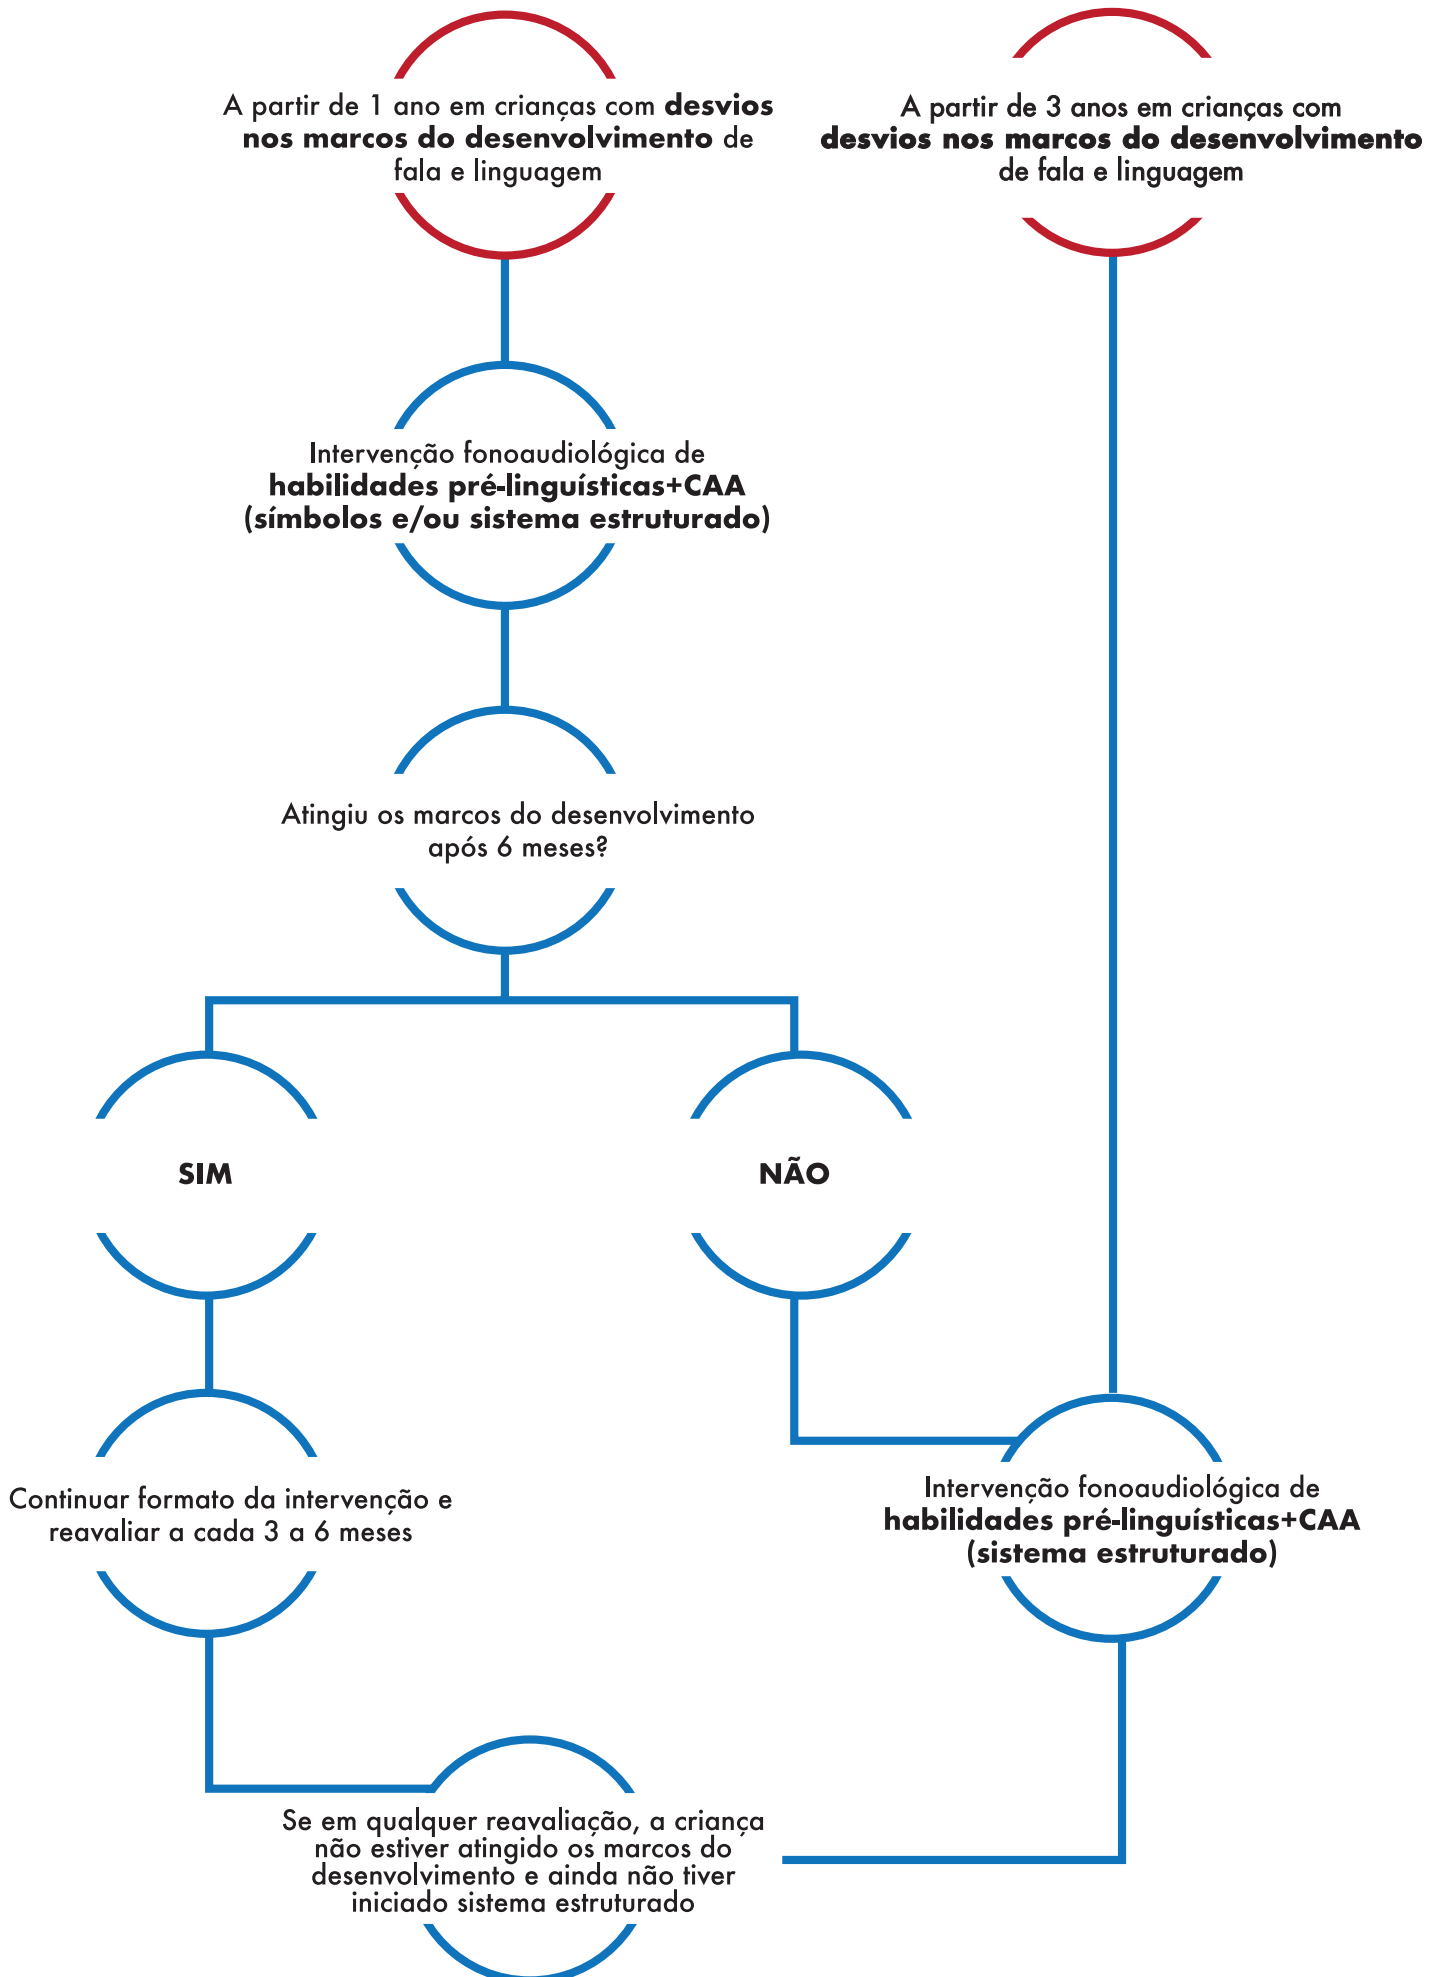 A partir de 1 ano em crianças com desvios
nos marcos do desenvolvimento de
fala e linguagem
A partir de 3 anos em crianças com
desvios nos marcos do desenvolvimento
de fala e linguagem
Intervenção fonoaudiológica de
habilidades pré-linguísticas+CAA
(símbolos e/ou sistema estruturado)
Atingiu os marcos do desenvolvimento
após 6 meses?
SIM
NÃO
Continuar formato da intervenção e
reavaliar a cada 3 a 6 meses
Intervenção fonoaudiológica de
habilidades pré-linguísticas+CAA
(sistema estruturado)
Se em qualquer reavaliação, a criança
não estiver atingido os marcos do
desenvolvimento e ainda não tiver
iniciado sistema estruturado